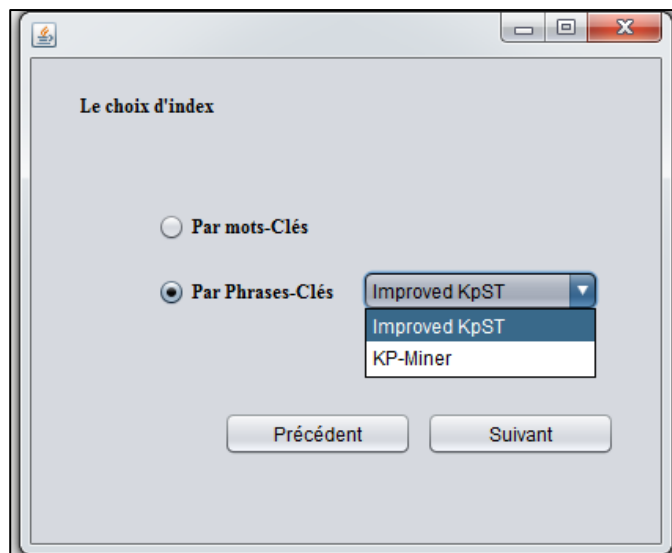 Le choix d'index
Par mots-Clés
Par Phrases-Clés Improved KpST
Improved KpST
KP-Miner
Précédent Suivant